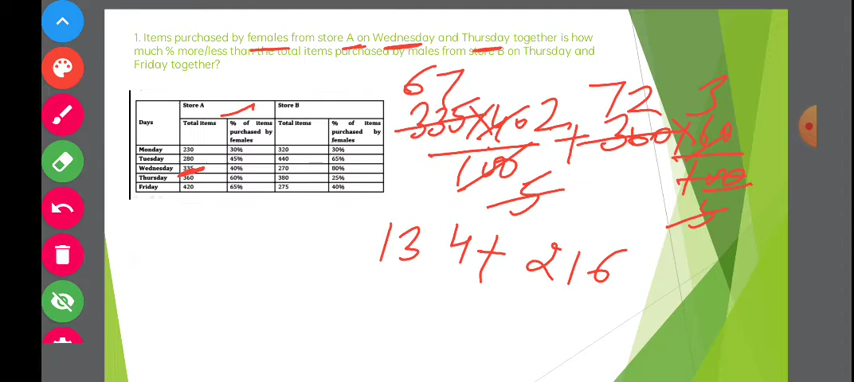 1. Items purchased by females from store A on Wednesday and Thursday together is how
much % more/less than the total items purchased by males from store B on Thursday and
Friday together?
Days Store A Store B
Total items % of items purchased by females Total items % of items purchased by females
Monday 230 30% 320 30%
Tuesday 280 45% 440 65%
Wednesday 335 40% 270 80%
Thursday 360 60% 380 25%
Friday 420 65% 275 40%
67 72 3
335 × 40 2 + 360 × 60
100 100
5 5
134 + 216